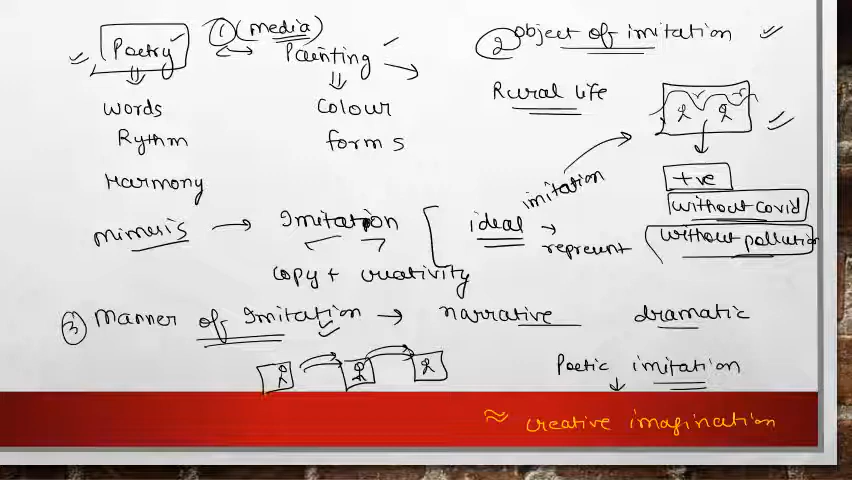 ① (media)
Poetry
Painting
words
Colour
Rythm
forms
Harmony
mimesis → Imitation
Copy + creativity
ideal → represent
imitation
② object of imitation
Rural life
+ve
without covid
without pollution
③ Manner of Imitation → narrative dramatic
Poetic imitation
≈ creative imagination